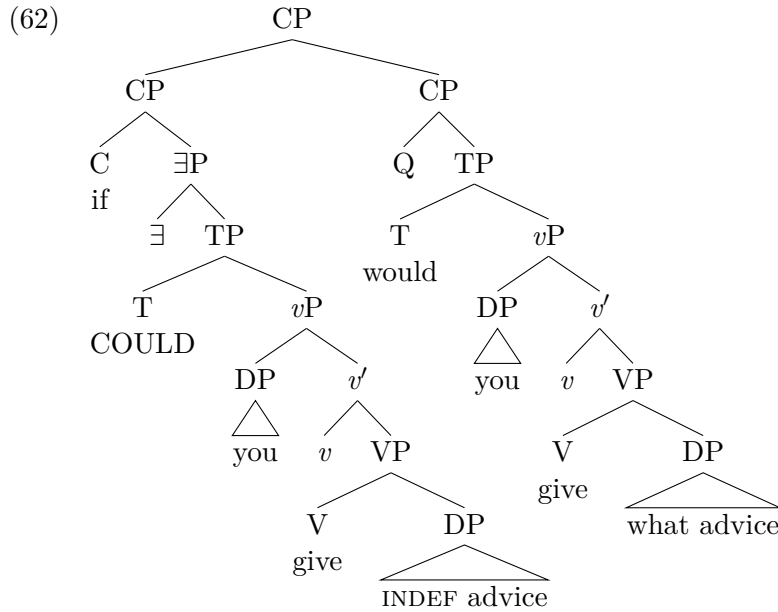 (62) CP
CP CP
C ∃P Q TP
if
∃ TP T vP
would
T vP DP v′
COULD
DP v′ you v VP
you v VP V DP
give
V DP what advice
give
INDEF advice